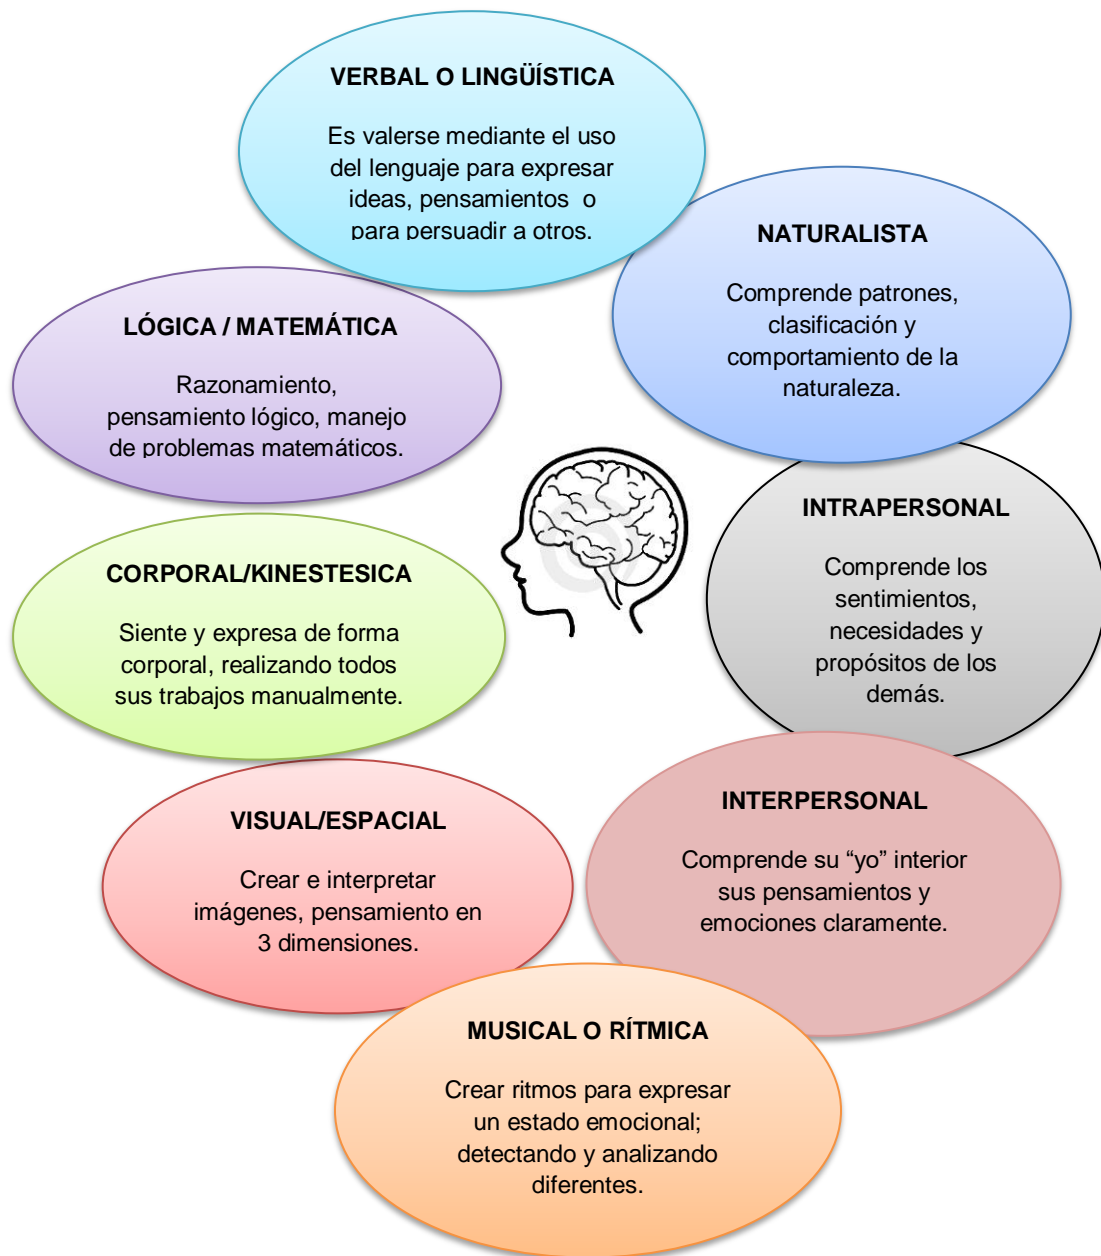 VERBAL O LINGÜÍSTICA
Es valerse mediante el uso
del lenguaje para expresar
ideas, pensamientos o
para persuadir a otros.
NATURALISTA
Comprende patrones,
clasificación y
comportamiento de la
naturaleza.
LÓGICA / MATEMÁTICA
Razonamiento,
pensamiento lógico, manejo
de problemas matemáticos.
INTRAPERSONAL
Comprende los
sentimientos,
necesidades y
propósitos de los
demás.
CORPORAL/KINESTESICA
Siente y expresa de forma
corporal, realizando todos
sus trabajos manualmente.
INTERPERSONAL
Comprende su “yo” interior
sus pensamientos y
emociones claramente.
VISUAL/ESPACIAL
Crear e interpretar
imágenes, pensamiento en
3 dimensiones.
MUSICAL O RÍTMICA
Crear ritmos para expresar
un estado emocional;
detectando y analizando
diferentes.